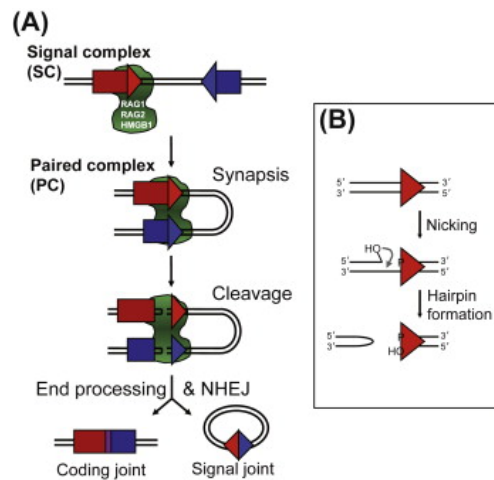 (A)
Signal complex
(SC)
RAG1
RAG2
HMGB1
Paired complex
(PC)
Synapsis
Cleavage
End processing & NHEJ
Coding joint
Signal joint
(B)
5' 3'
3' 5'
Nicking
HO
P
5' 3'
3' 5'
Hairpin
formation
5' P 3'
3' HO 5'